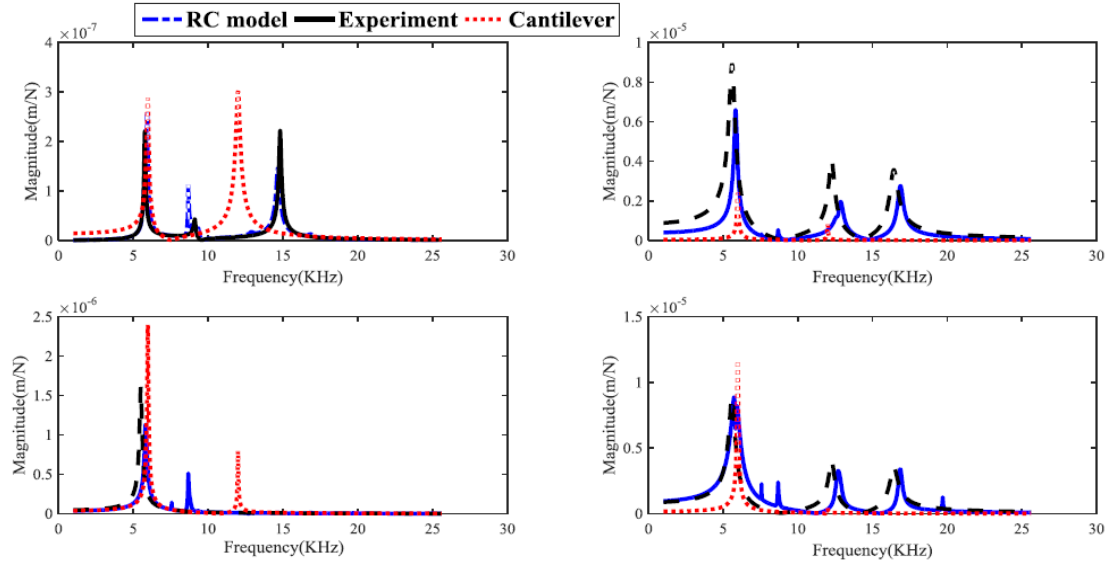 RC model Experiment Cantilever
×10-7
4
3
2
1
0
Magnitude(m/N)
0 5 10 15 20 25 30
Frequency(KHz)
×10-5
1
0.8
0.6
0.4
0.2
0
Magnitude(m/N)
0 5 10 15 20 25 30
Frequency(KHz)
×10-6
2.5
2
1.5
1
0.5
0
Magnitude(m/N)
0 5 10 15 20 25 30
Frequency(KHz)
×10-5
1.5
1
0.5
0
Magnitude(m/N)
0 5 10 15 20 25 30
Frequency(KHz)